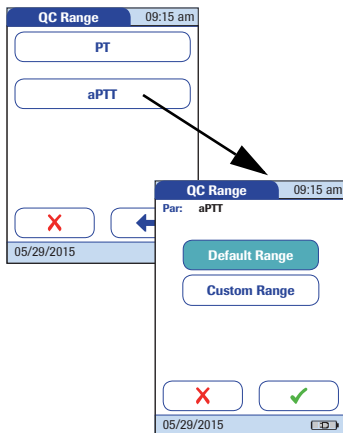 QC Range 09:15 am
PT
aPTT
05/29/2015
QC Range 09:15 am
Par: aPTT
Default Range
Custom Range
05/29/2015